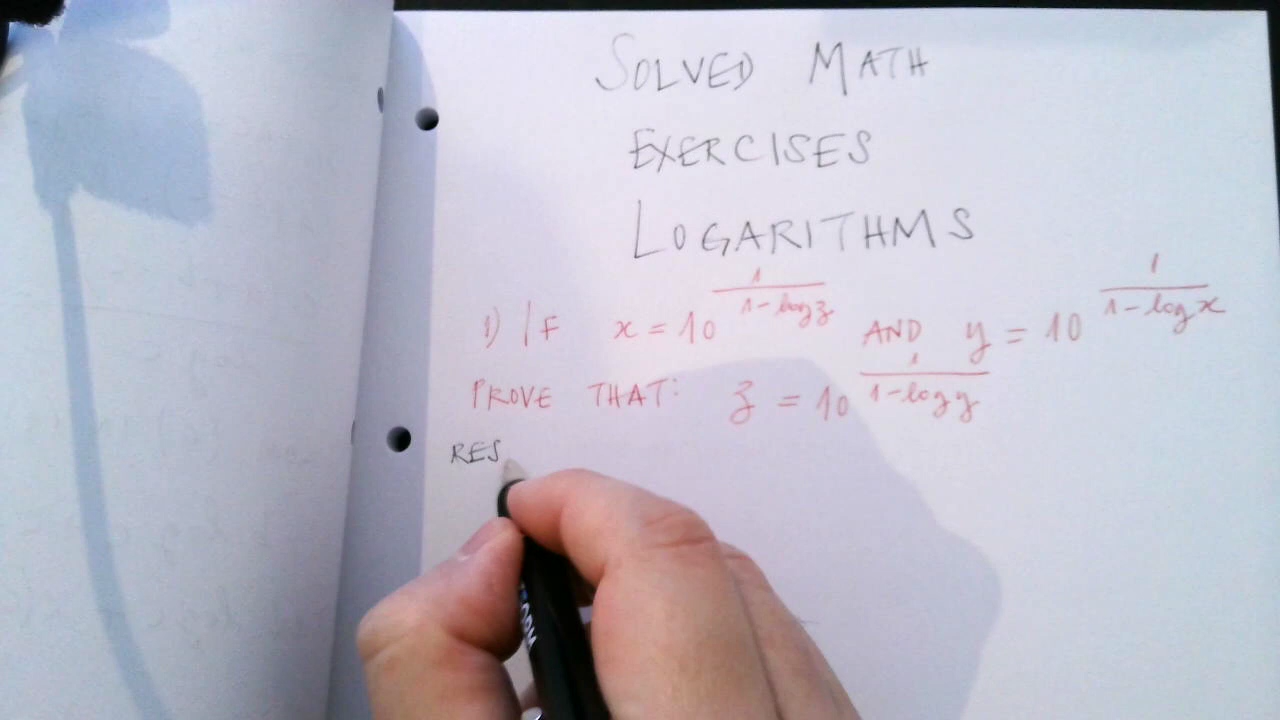 SOLVED MATH
EXERCISES
LOGARITHMS
1) IF x = 10^(1/(1-log z)) AND y = 10^(1/(1-log x))
PROVE THAT: z = 10^(1/(1-log y))
RES